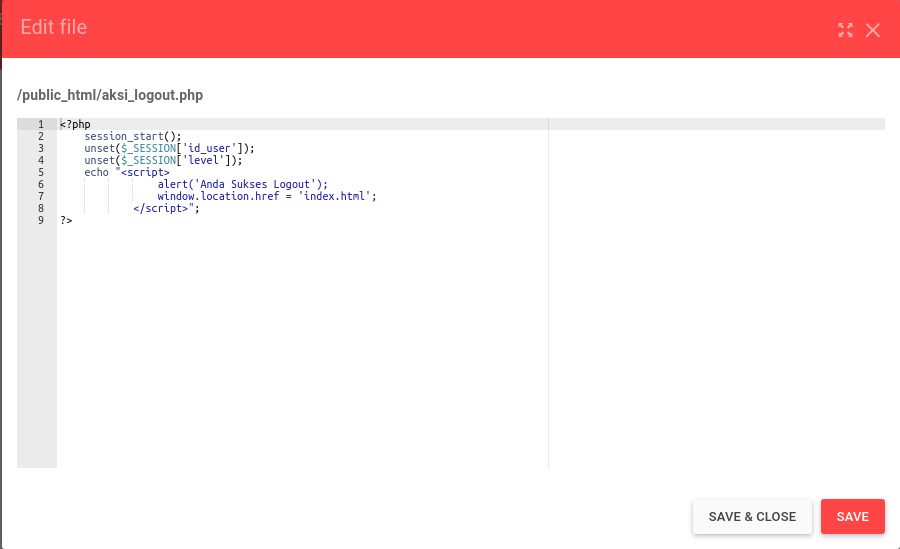 Edit file
/public_html/aksi_logout.php
1 <?php
2 session_start();
3 unset($_SESSION['id_user']);
4 unset($_SESSION['level']);
5 echo "<script>
6 alert('Anda Sukses Logout');
7 window.location.href = 'index.html';
8 </script>";
9 ?>
SAVE & CLOSE
SAVE